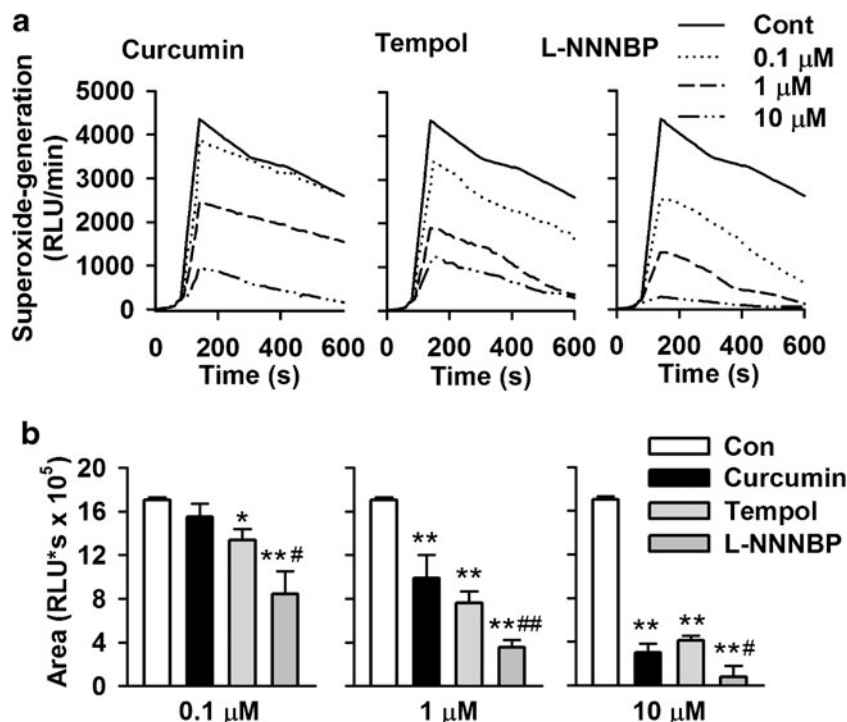 a
Curcumin
Tempol
L-NNNBP
Cont
0.1 μM
1 μM
10 μM
Superoxide-generation
(RLU/min)
5000
4000
3000
2000
1000
0
0 200 400 600
0 200 400 600
0 200 400 600
Time (s)
Time (s)
Time (s)
b
Con
Curcumin
Tempol
L-NNNBP
Area (RLU*s x 10⁵)
20
16
12
8
4
0
*
**#
**
**
**##
**
**
**#
0.1 μM
1 μM
10 μM